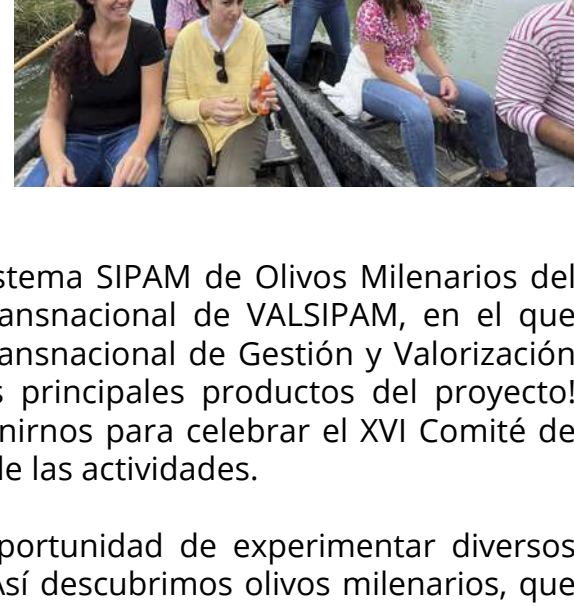 stema SIPAM de Olivos Milenarios del
ansnacional de VALSIPAM, en el que
ansnacional de Gestión y Valorización
s principales productos del proyecto!
nirnos para celebrar el XVI Comité de
de las actividades.
portunidad de experimentar diversos
Así descubrimos olivos milenarios, que